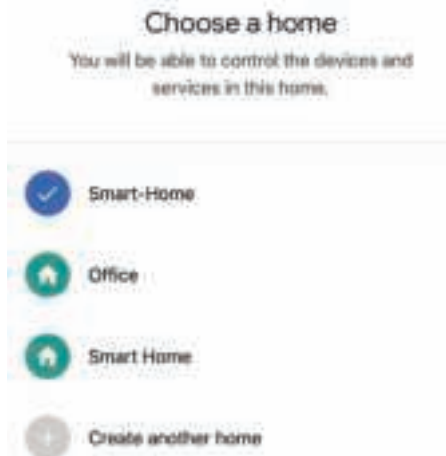 Choose a home
You will be able to control the devices and
services in this home.
Smart-Home
Office
Smart Home
Create another home